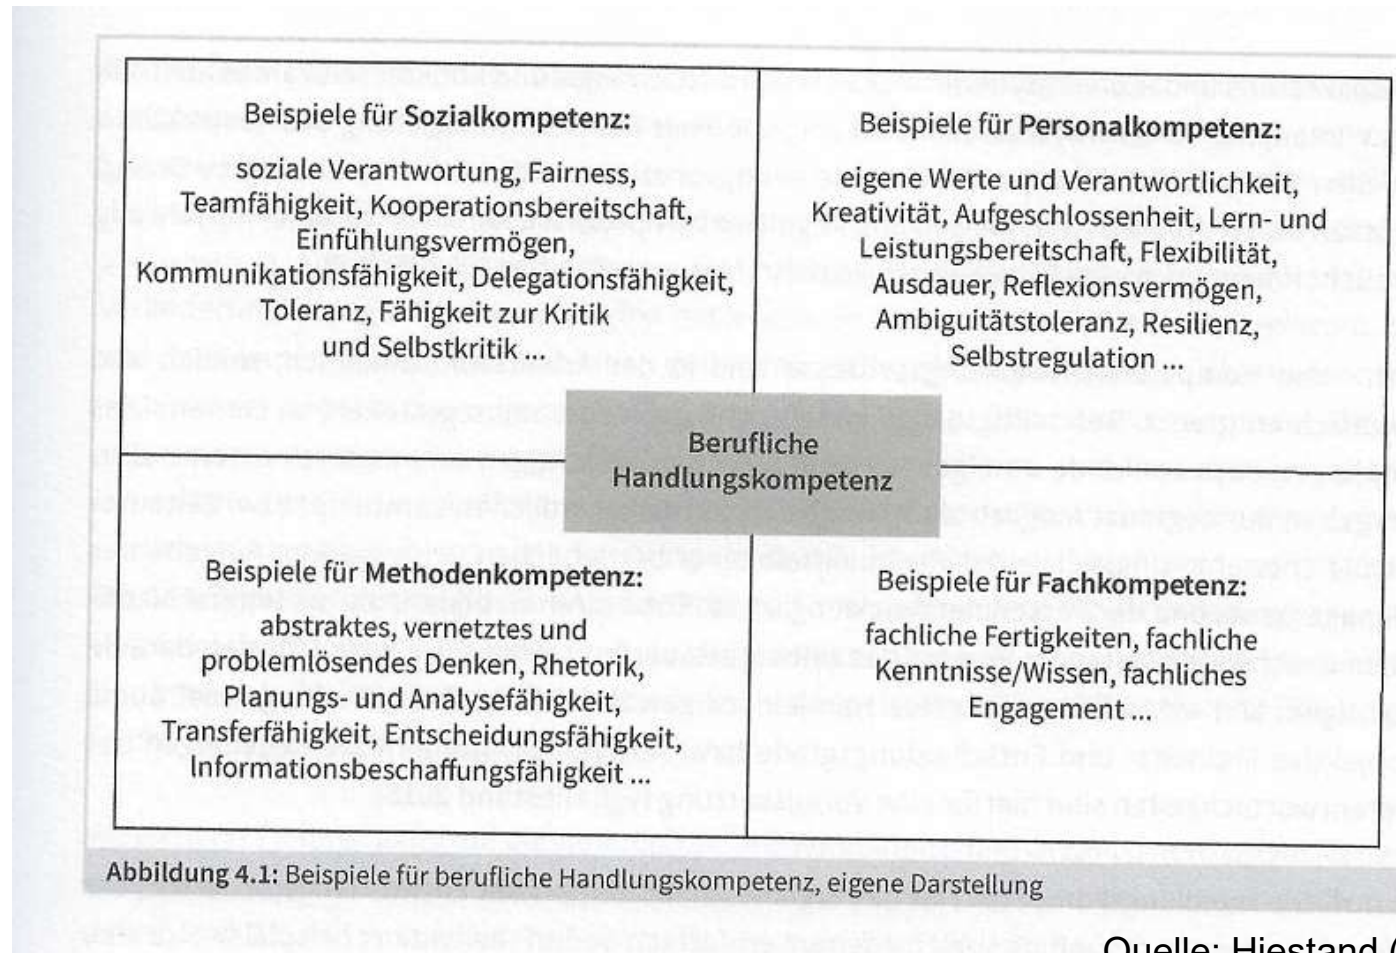 Beispiele für Sozialkompetenz:
soziale Verantwortung, Fairness,
Teamfähigkeit, Kooperationsbereitschaft,
Einfühlungsvermögen,
Kommunikationsfähigkeit, Delegationsfähigkeit,
Toleranz, Fähigkeit zur Kritik
und Selbstkritik ...
Beispiele für Personalkompetenz:
eigene Werte und Verantwortlichkeit,
Kreativität, Aufgeschlossenheit, Lern- und
Leistungsbereitschaft, Flexibilität,
Ausdauer, Reflexionsvermögen,
Ambiguitätstoleranz, Resilienz,
Selbstregulation ...
Berufliche
Handlungskompetenz
Beispiele für Methodenkompetenz:
abstraktes, vernetztes und
problemlösendes Denken, Rhetorik,
Planungs- und Analysefähigkeit,
Transferfähigkeit, Entscheidungsfähigkeit,
Informationsbeschaffungsfähigkeit ...
Beispiele für Fachkompetenz:
fachliche Fertigkeiten, fachliche
Kenntnisse/Wissen, fachliches
Engagement ...
Abbildung 4.1: Beispiele für berufliche Handlungskompetenz, eigene Darstellung
Quelle: Hiestand (